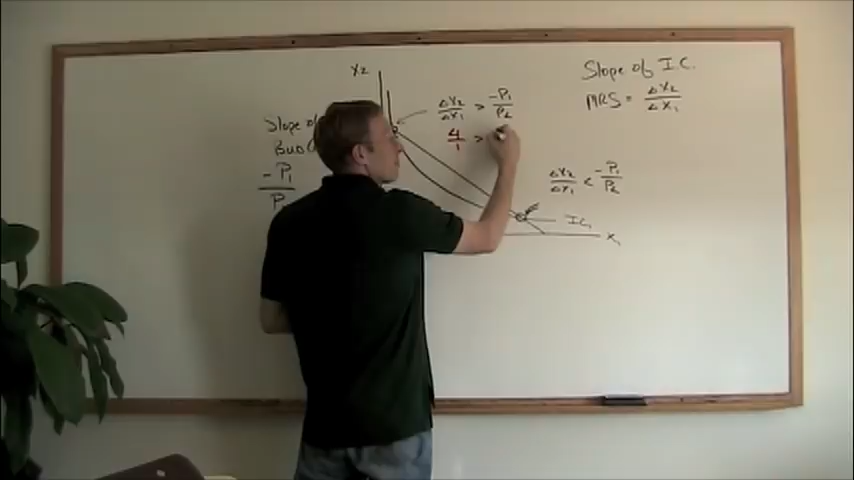 Slope of I.C.
MRS = ΔX₂/ΔX₁
X₂
ΔX₂/ΔX₁ > -P₁/P₂
4/1 >
Slope of
BUD
-P₁
P
ΔX₂/ΔX₁ < -P₁/P₂
IC₁
X₁